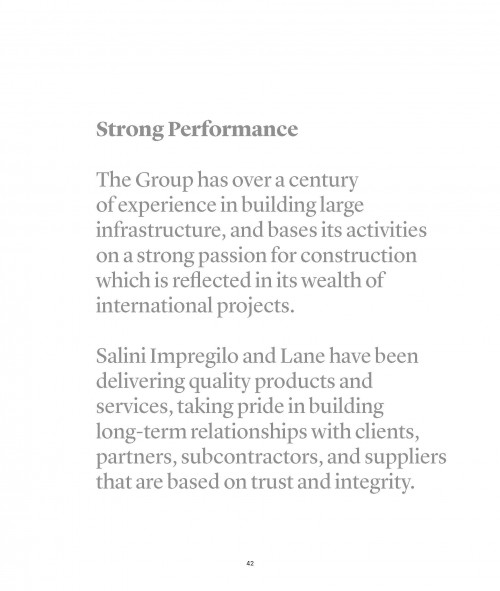 Strong Performance
The Group has over a century
of experience in building large
infrastructure, and bases its activities
on a strong passion for construction
which is reflected in its wealth of
international projects.
Salini Impregilo and Lane have been
delivering quality products and
services, taking pride in building
long-term relationships with clients,
partners, subcontractors, and suppliers
that are based on trust and integrity.
42